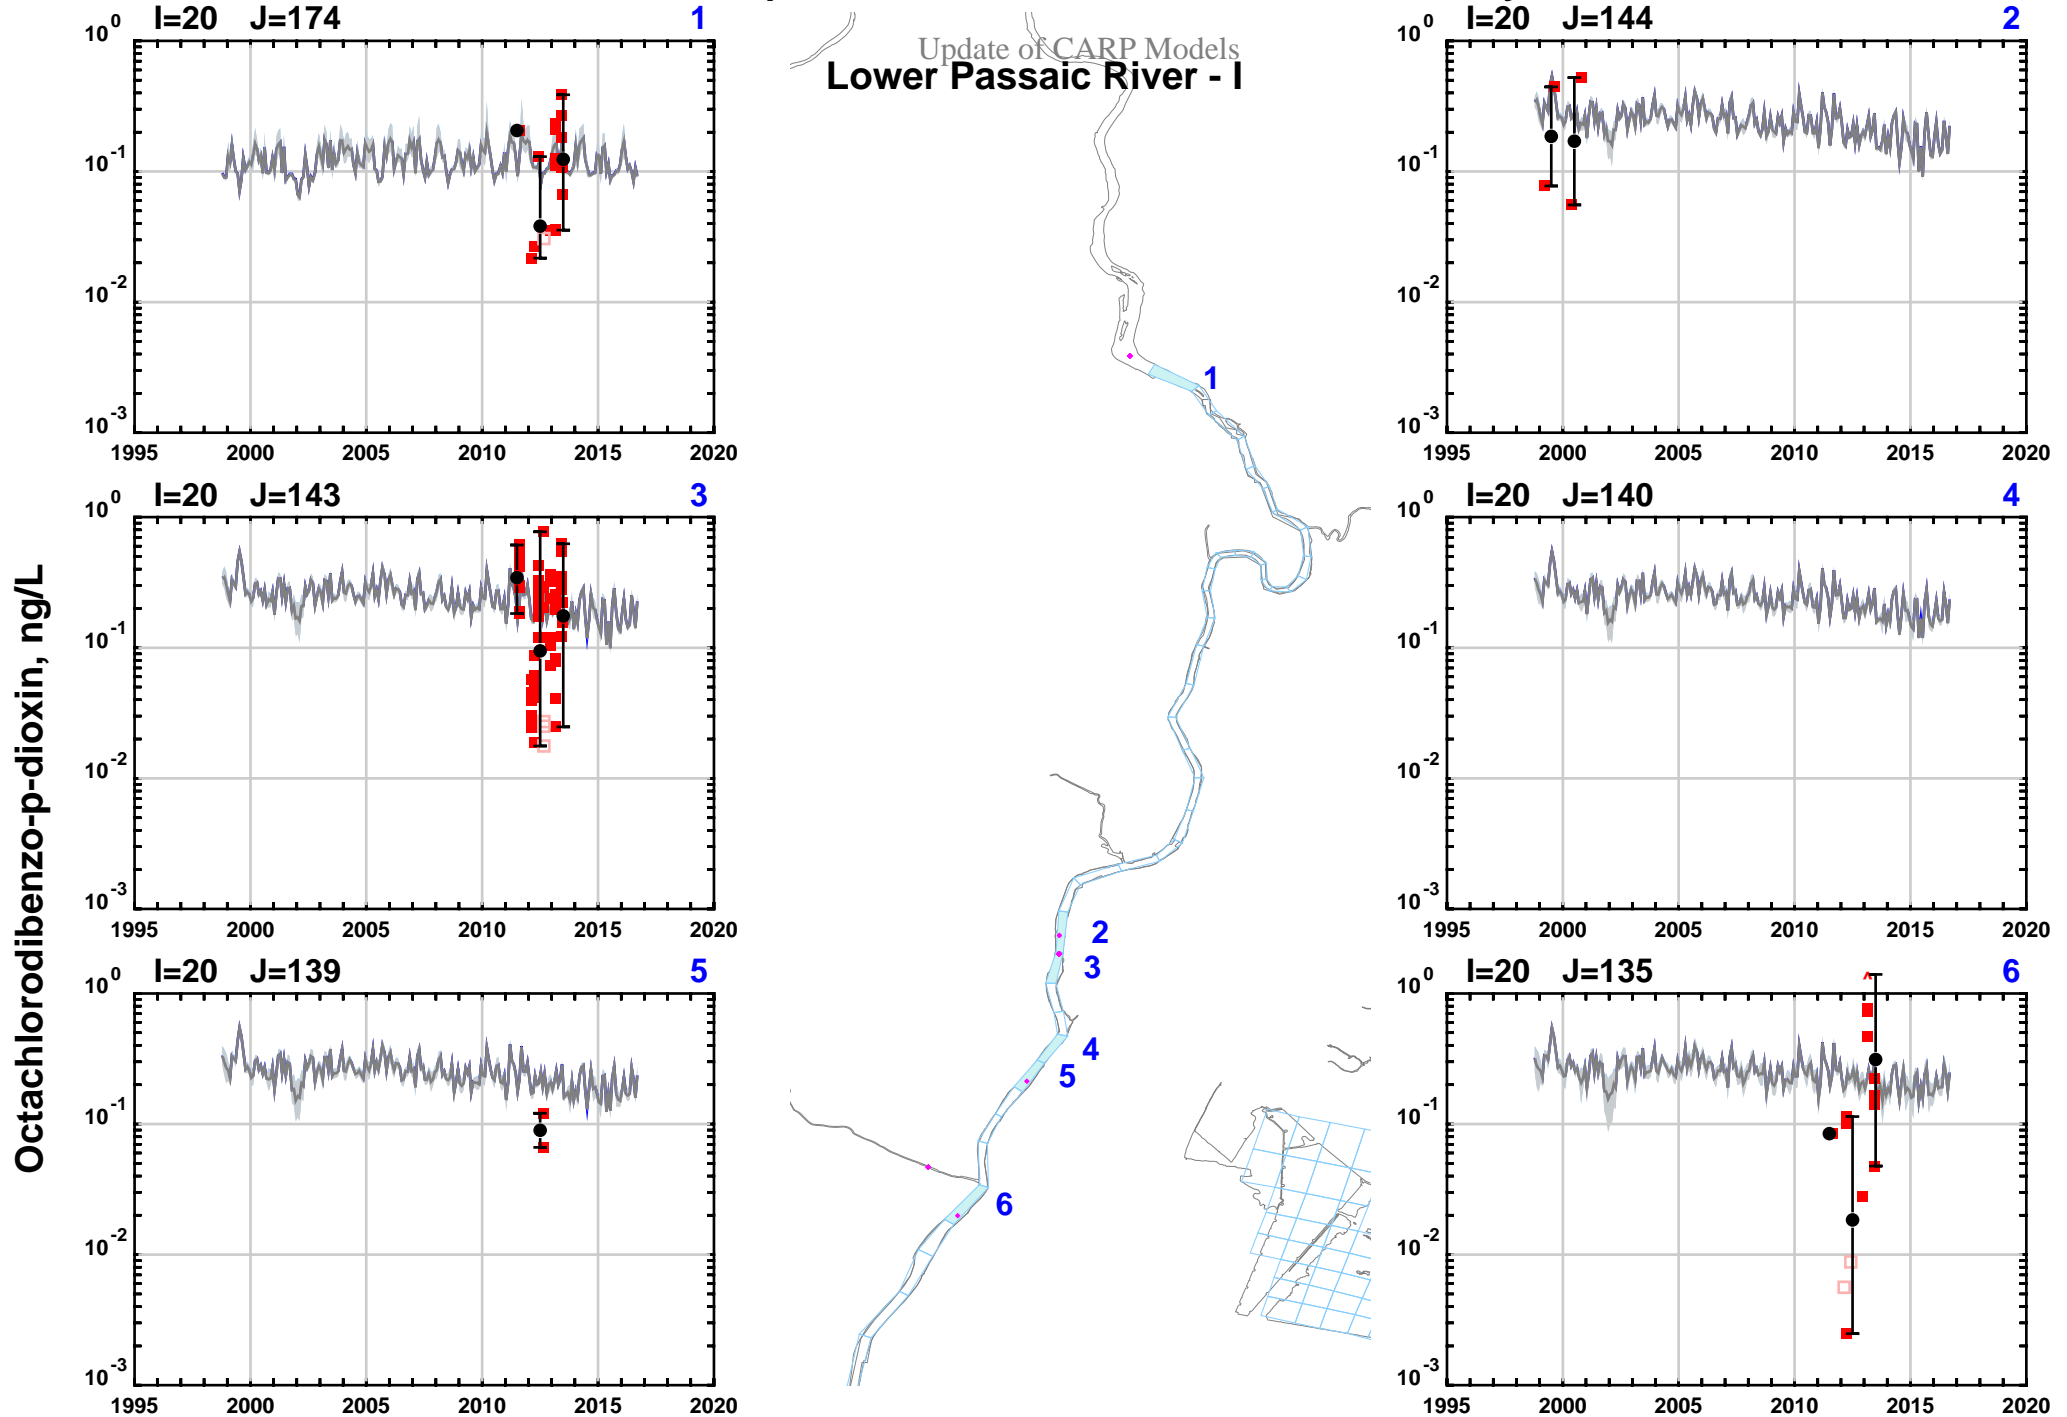 Update of CARP Models
Lower Passaic River - I
Octachlorodibenzo-p-dioxin, ng/L
I=20 J=174 1
10^0
10^-1
10^-2
10^-3
1995 2000 2005 2010 2015 2020
I=20 J=144 2
10^0
10^-1
10^-2
10^-3
1995 2000 2005 2010 2015 2020
I=20 J=143 3
10^0
10^-1
10^-2
10^-3
1995 2000 2005 2010 2015 2020
I=20 J=140 4
10^0
10^-1
10^-2
10^-3
1995 2000 2005 2010 2015 2020
I=20 J=139 5
10^0
10^-1
10^-2
10^-3
1995 2000 2005 2010 2015 2020
I=20 J=135 6
10^0
10^-1
10^-2
10^-3
1995 2000 2005 2010 2015 2020
1
2
3
4
5
6